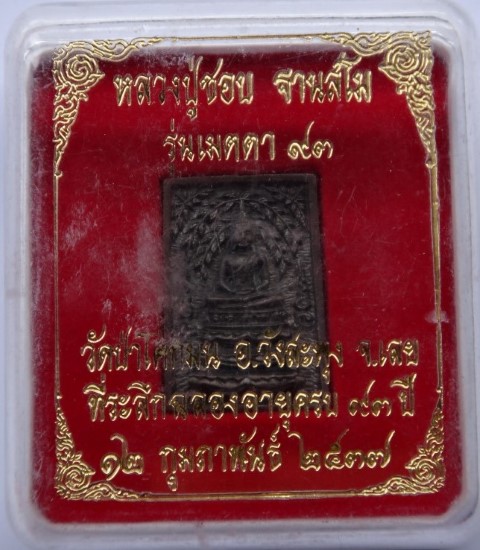 หลวงปู่ชอบ ฐานสโม
รุ่นเมตตา ๙๓
วัดป่าโคกมน อ.วังสะพุง จ.เลย
ที่ระลึกฉลองอายุครบ ๙๓ ปี
๑๒ กุมภาพันธ์ ๒๕๓๗